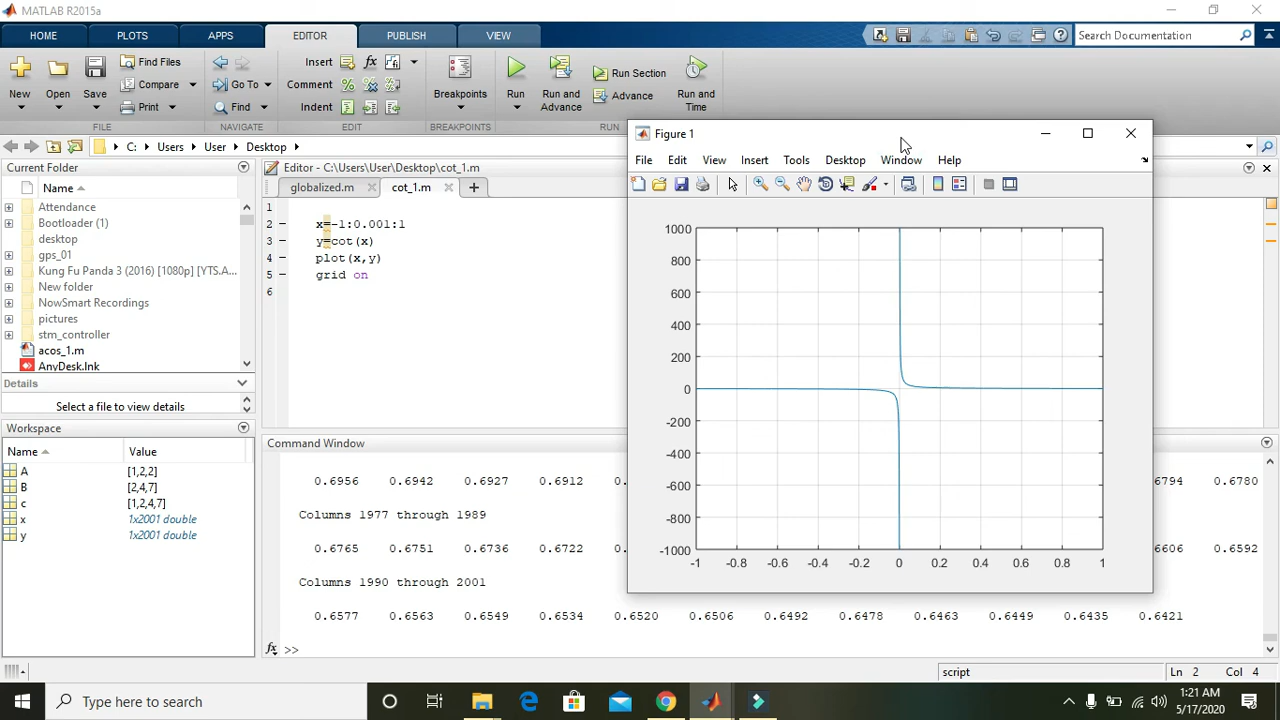 MATLAB R2015a
HOME PLOTS APPS EDITOR PUBLISH VIEW Search Documentation
New Open Save Find Files Compare Print
FILE
Go To Find
NAVIGATE
Insert fx
Comment
Indent
EDIT
Breakpoints
BREAKPOINTS
Run Run and Advance Run Section Advance Run and Time
RUN
C: Users User Desktop
Current Folder
Name
Attendance
Bootloader (1)
desktop
gps_01
Kung Fu Panda 3 (2016) [1080p] [YTS.A...
New folder
NowSmart Recordings
pictures
stm_controller
acos_1.m
AnyDesk.lnk
Details
Select a file to view details
Workspace
Name Value
A [1,2,2]
B [2,4,7]
c [1,2,4,7]
x 1x2001 double
y 1x2001 double
Editor - C:\Users\User\Desktop\cot_1.m
globalized.m cot_1.m
1
2 x=-1:0.001:1
3 y=cot(x)
4 plot(x,y)
5 grid on
6
Command Window
0.6956 0.6942 0.6927 0.6912 0.6780
Columns 1977 through 1989
0.6765 0.6751 0.6736 0.6722 0.6592
Columns 1990 through 2001
0.6577 0.6563 0.6549 0.6534 0.6520 0.6506 0.6492 0.6478 0.6463 0.6449 0.6435 0.6421
fx >>
Figure 1
File Edit View Insert Tools Desktop Window Help
1000
800
600
400
200
0
-200
-400
-600
-800
-1000
-1 -0.8 -0.6 -0.4 -0.2 0 0.2 0.4 0.6 0.8 1
script Ln 2 Col 4
Type here to search
1:21 AM
5/17/2020